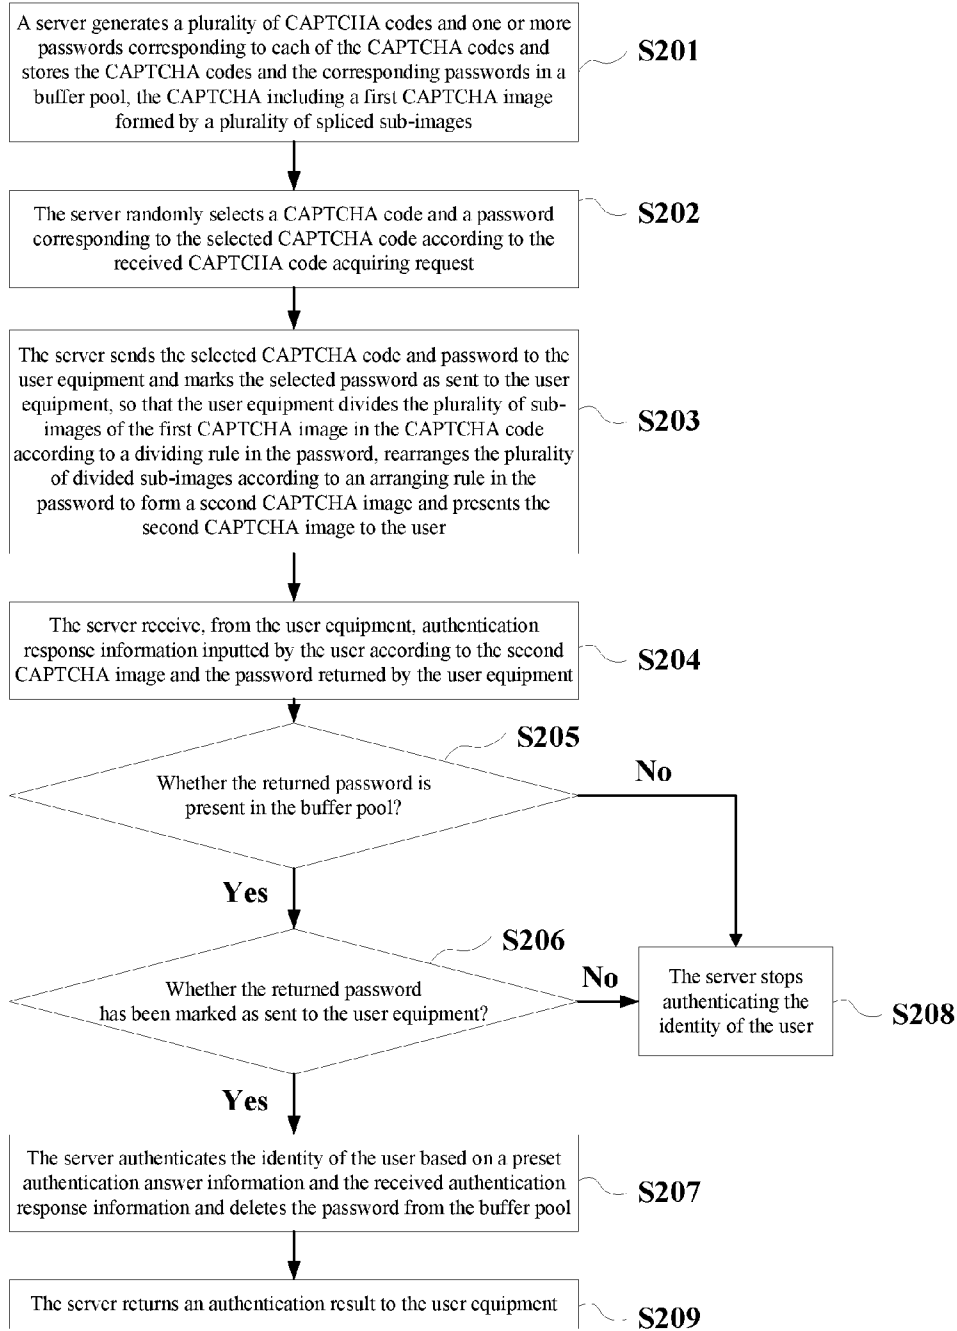 A server generates a plurality of CAPTCHA codes and one or more
passwords corresponding to each of the CAPTCHA codes and
stores the CAPTCHA codes and the corresponding passwords in a
buffer pool, the CAPTCHA including a first CAPTCHA image
formed by a plurality of spliced sub-images
S201
The server randomly selects a CAPTCHA code and a password
corresponding to the selected CAPTCHA code according to the
received CAPTCHA code acquiring request
S202
The server sends the selected CAPTCHA code and password to the
user equipment and marks the selected password as sent to the user
equipment, so that the user equipment divides the plurality of sub-
images of the first CAPTCHA image in the CAPTCHA code
according to a dividing rule in the password, rearranges the plurality
of divided sub-images according to an arranging rule in the
password to form a second CAPTCHA image and presents the
second CAPTCHA image to the user
S203
The server receive, from the user equipment, authentication
response information inputted by the user according to the second
CAPTCHA image and the password returned by the user equipment
S204
S205
Whether the returned password is
present in the buffer pool?
No
Yes
S206
Whether the returned password
has been marked as sent to the user equipment?
No
The server stops
authenticating the
identity of the user
S208
Yes
The server authenticates the identity of the user based on a preset
authentication answer information and the received authentication
response information and deletes the password from the buffer pool
S207
The server returns an authentication result to the user equipment
S209